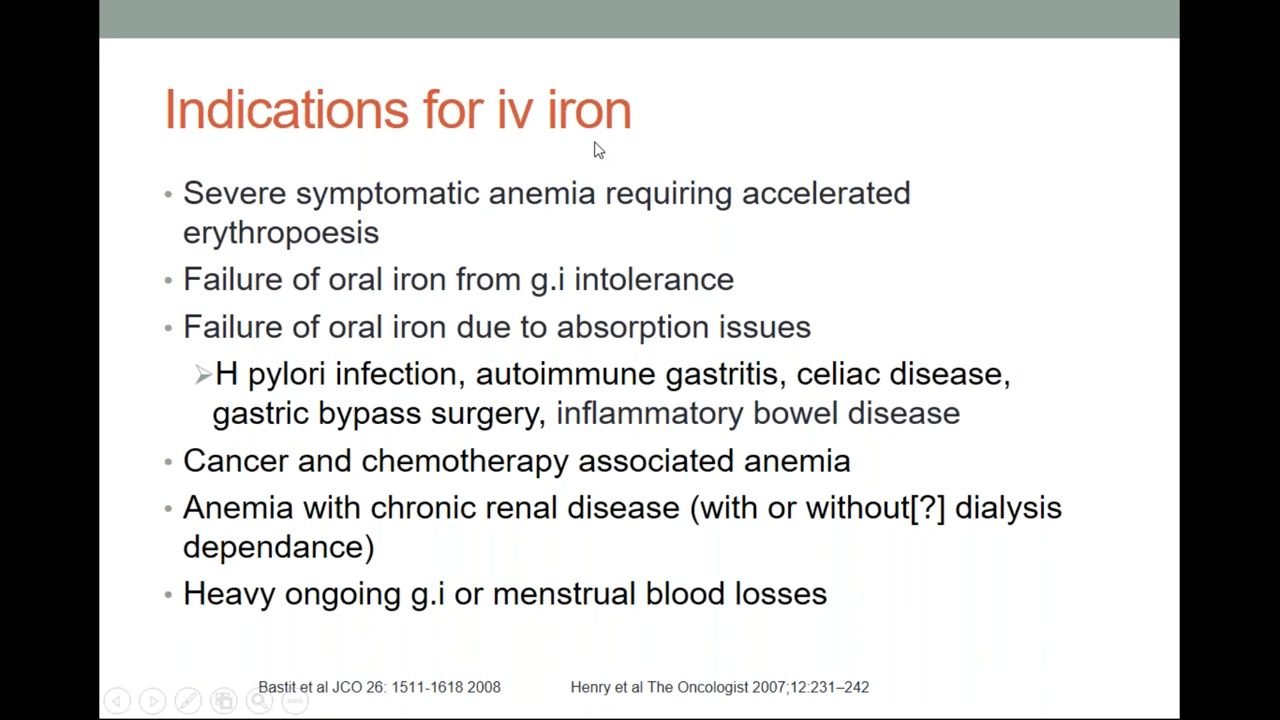 Indications for iv iron
• Severe symptomatic anemia requiring accelerated
erythropoesis
• Failure of oral iron from g.i intolerance
• Failure of oral iron due to absorption issues
➢H pylori infection, autoimmune gastritis, celiac disease,
gastric bypass surgery, inflammatory bowel disease
• Cancer and chemotherapy associated anemia
• Anemia with chronic renal disease (with or without[?] dialysis
dependance)
• Heavy ongoing g.i or menstrual blood losses
Bastit et al JCO 26: 1511-1618 2008 Henry et al The Oncologist 2007;12:231–242